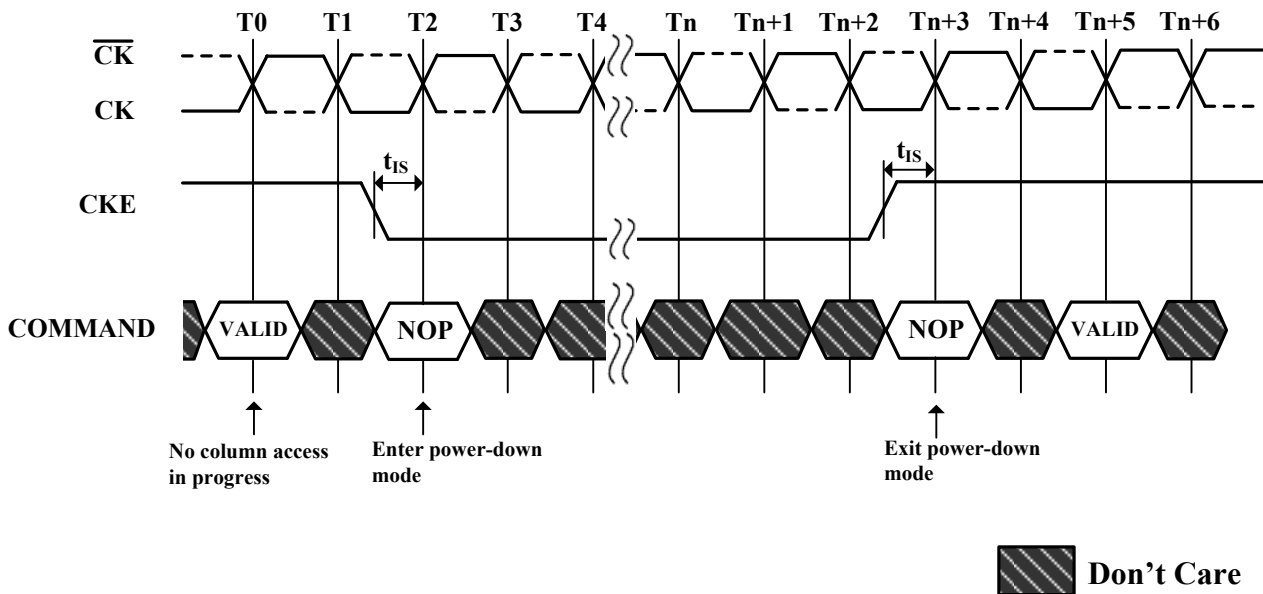 T0 T1 T2 T3 T4 Tn Tn+1 Tn+2 Tn+3 Tn+4 Tn+5 Tn+6
CK
CK
tIS tIS
CKE
COMMAND VALID NOP NOP VALID
No column access
in progress
Enter power-down
mode
Exit power-down
mode
Don't Care